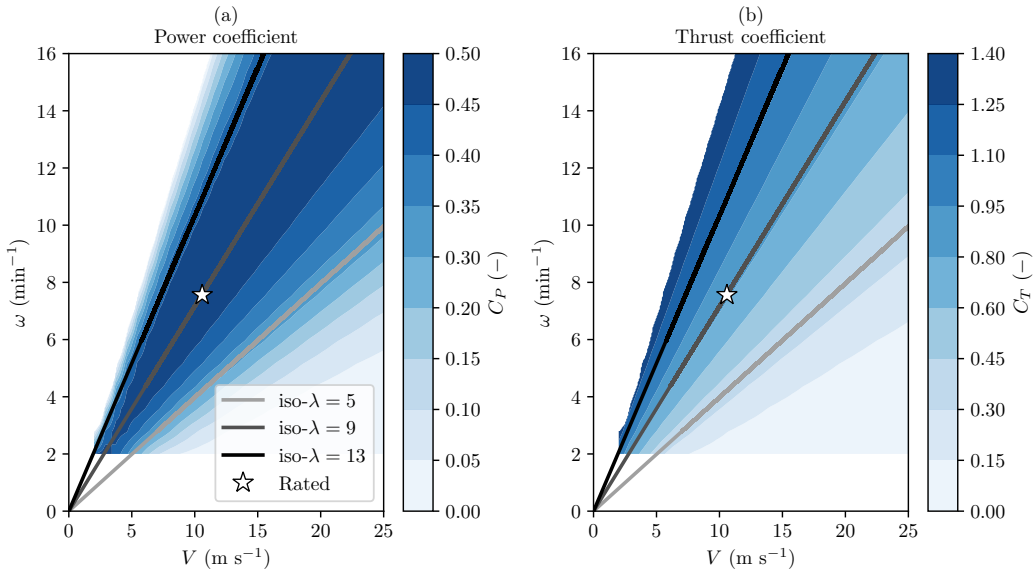 (a)
Power coefficient
16
14
12
10
8
6
4
2
0
ω (min⁻¹)
0 5 10 15 20 25
V (m s⁻¹)
iso-λ = 5
iso-λ = 9
iso-λ = 13
Rated
0.50
0.45
0.40
0.35
0.30
0.20
0.15
0.10
0.05
0.00
C_P (−)
(b)
Thrust coefficient
16
14
12
10
8
6
4
2
0
ω (min⁻¹)
0 5 10 15 20 25
V (m s⁻¹)
1.40
1.25
1.10
0.95
0.80
0.60
0.45
0.30
0.15
0.00
C_T (−)